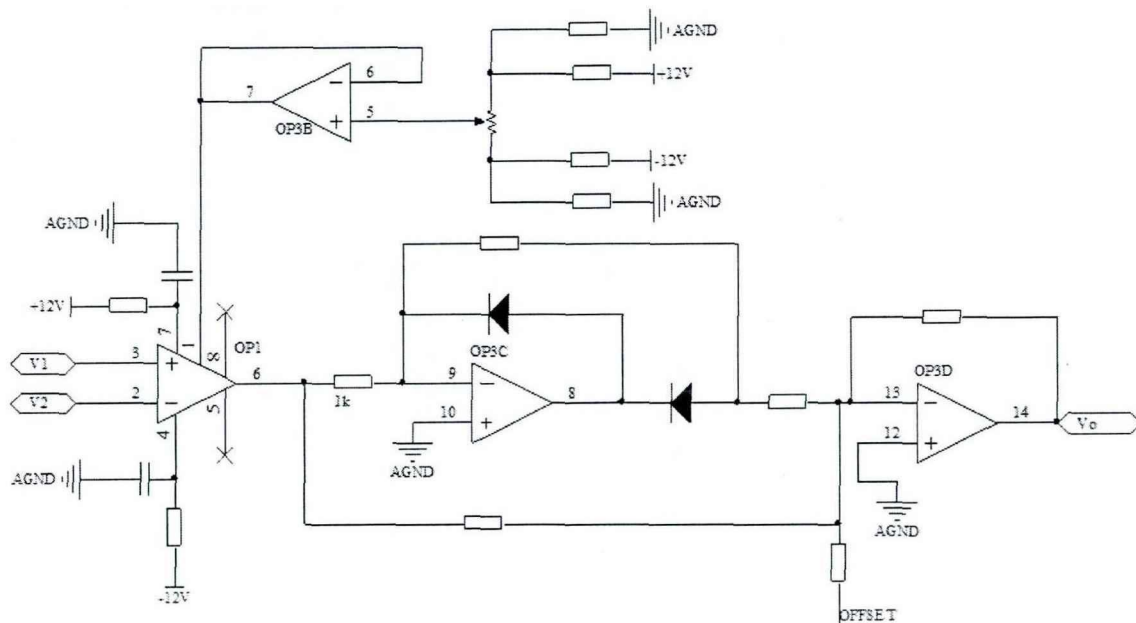 AGND
+12V
6
7
5
OP3B
-12V
AGND
AGND
+12V
7
1
8
OP1
OP3C
V1
3
6
9
8
OP3D
13
1k
V2
2
10
14
Vo
5
12
4
AGND
AGND
AGND
-12V
OFFSET